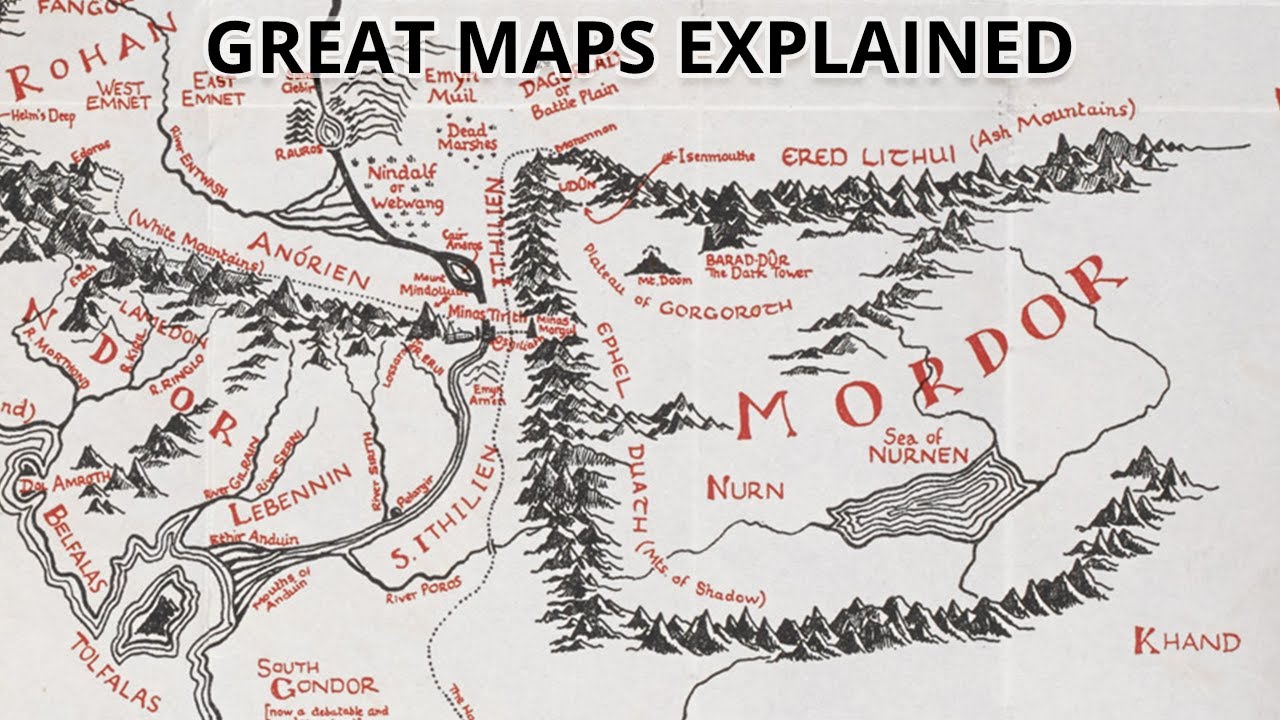 GREAT MAPS EXPLAINED
FANGO
ROHAN
WEST
EMNET
EAST
EMNET
Emyn
Muil
or
Battle Plain
Helm's Deep
Edoras
River ENTWASH
RAUROS
Dead
Marshes
Nindalf
or
Wetwang
Morannon
Isenmouthe
ERED LITHUI (Ash Mountains)
UDÛN
ITHILIEN
(White Mountains)
ANÓRIEN
Cair
Andros
Mount
Mindolluin
Minas Tirith
Minas
Morgul
Plateau of GORGOROTH
Mt. Doom
BARAD-DÛR
The Dark Tower
MORDOR
EPHEL
DUATH (Mts. of Shadow)
Erech
LAMEDON
R. MORTHOND
R. RINGLO
NDOR
Emyn
Arnen
nd)
DOL AMROTH
BELFALAS
River GILRAIN
River SERNI
LEBENNIN
River SIRITH
Pelargir
S. ITHILIEN
Ethir Anduin
Mouths of
Anduin
River POROS
TOLFALAS
NURN
Sea of
NURNEN
KHAND
SOUTH
GONDOR
[now a debatable and